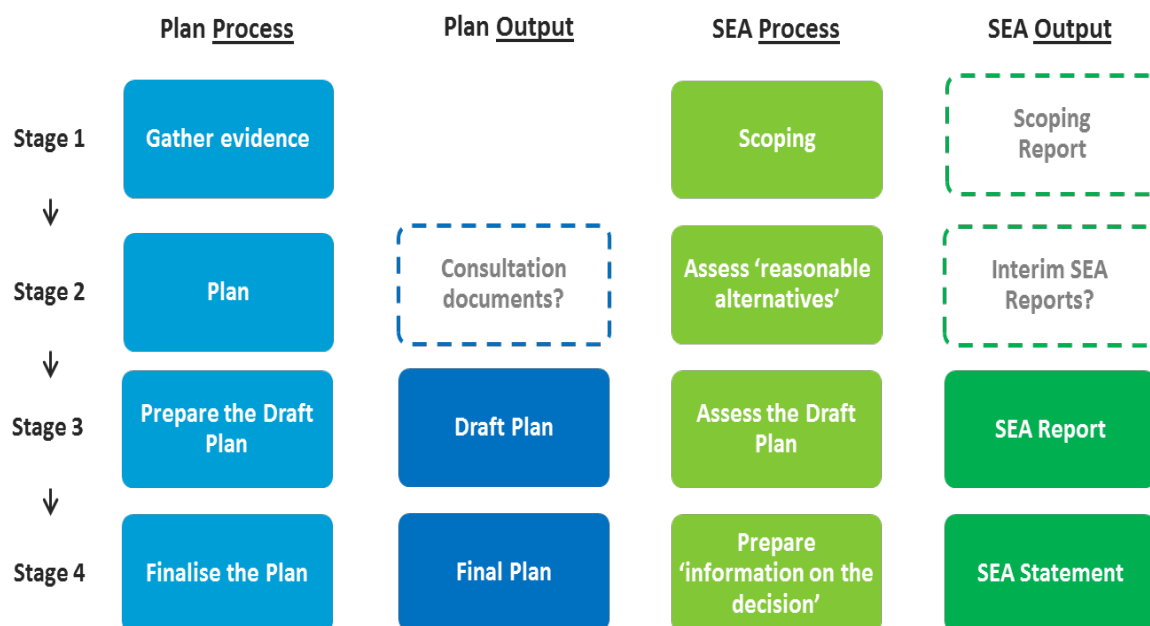 Plan Process
Plan Output
SEA Process
SEA Output
Stage 1
Gather evidence
Scoping
Scoping
Report
Stage 2
Plan
Consultation
documents?
Assess ‘reasonable
alternatives’
Interim SEA
Reports?
Stage 3
Prepare the Draft
Plan
Draft Plan
Assess the Draft
Plan
SEA Report
Stage 4
Finalise the Plan
Final Plan
Prepare
‘information on the
decision’
SEA Statement